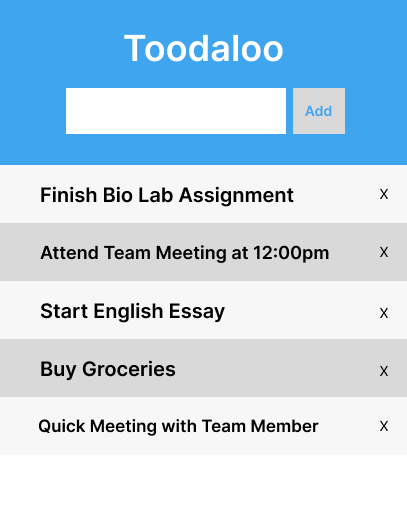 Toodaloo
Add
Finish Bio Lab Assignment X
Attend Team Meeting at 12:00pm X
Start English Essay X
Buy Groceries X
Quick Meeting with Team Member X